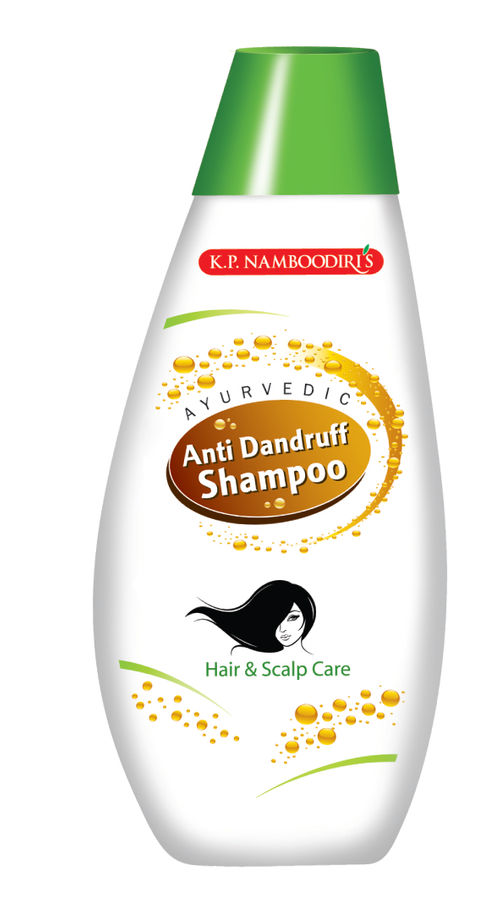 K.P. NAMBOODIRI'S
AYURVEDIC
Anti Dandruff
Shampoo
Hair & Scalp Care